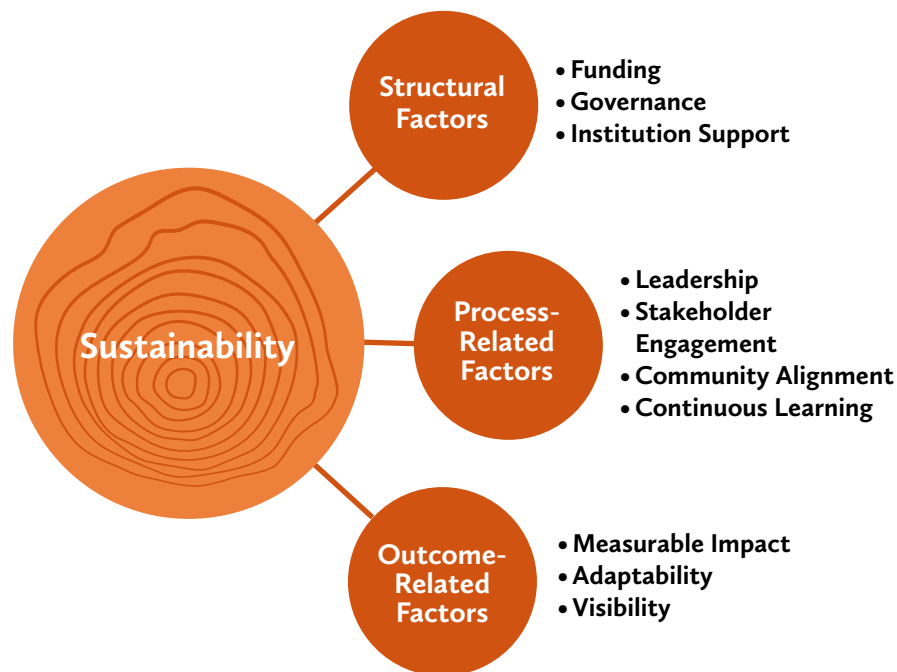 Sustainability
Structural
Factors
• Funding
• Governance
• Institution Support
Process-
Related
Factors
• Leadership
• Stakeholder
Engagement
• Community Alignment
• Continuous Learning
Outcome-
Related
Factors
• Measurable Impact
• Adaptability
• Visibility